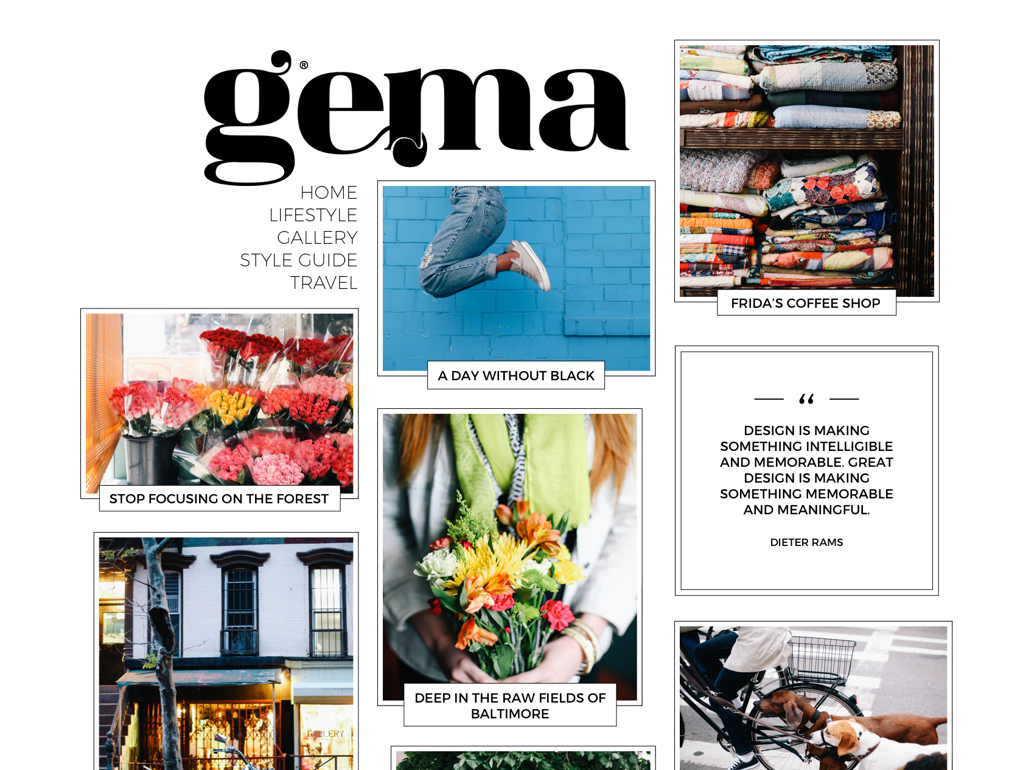 gema®
HOME
LIFESTYLE
GALLERY
STYLE GUIDE
TRAVEL
FRIDA'S COFFEE SHOP
A DAY WITHOUT BLACK
STOP FOCUSING ON THE FOREST
“
DESIGN IS MAKING
SOMETHING INTELLIGIBLE
AND MEMORABLE. GREAT
DESIGN IS MAKING
SOMETHING MEMORABLE
AND MEANINGFUL.
DIETER RAMS
DEEP IN THE RAW FIELDS OF
BALTIMORE
GALLERY